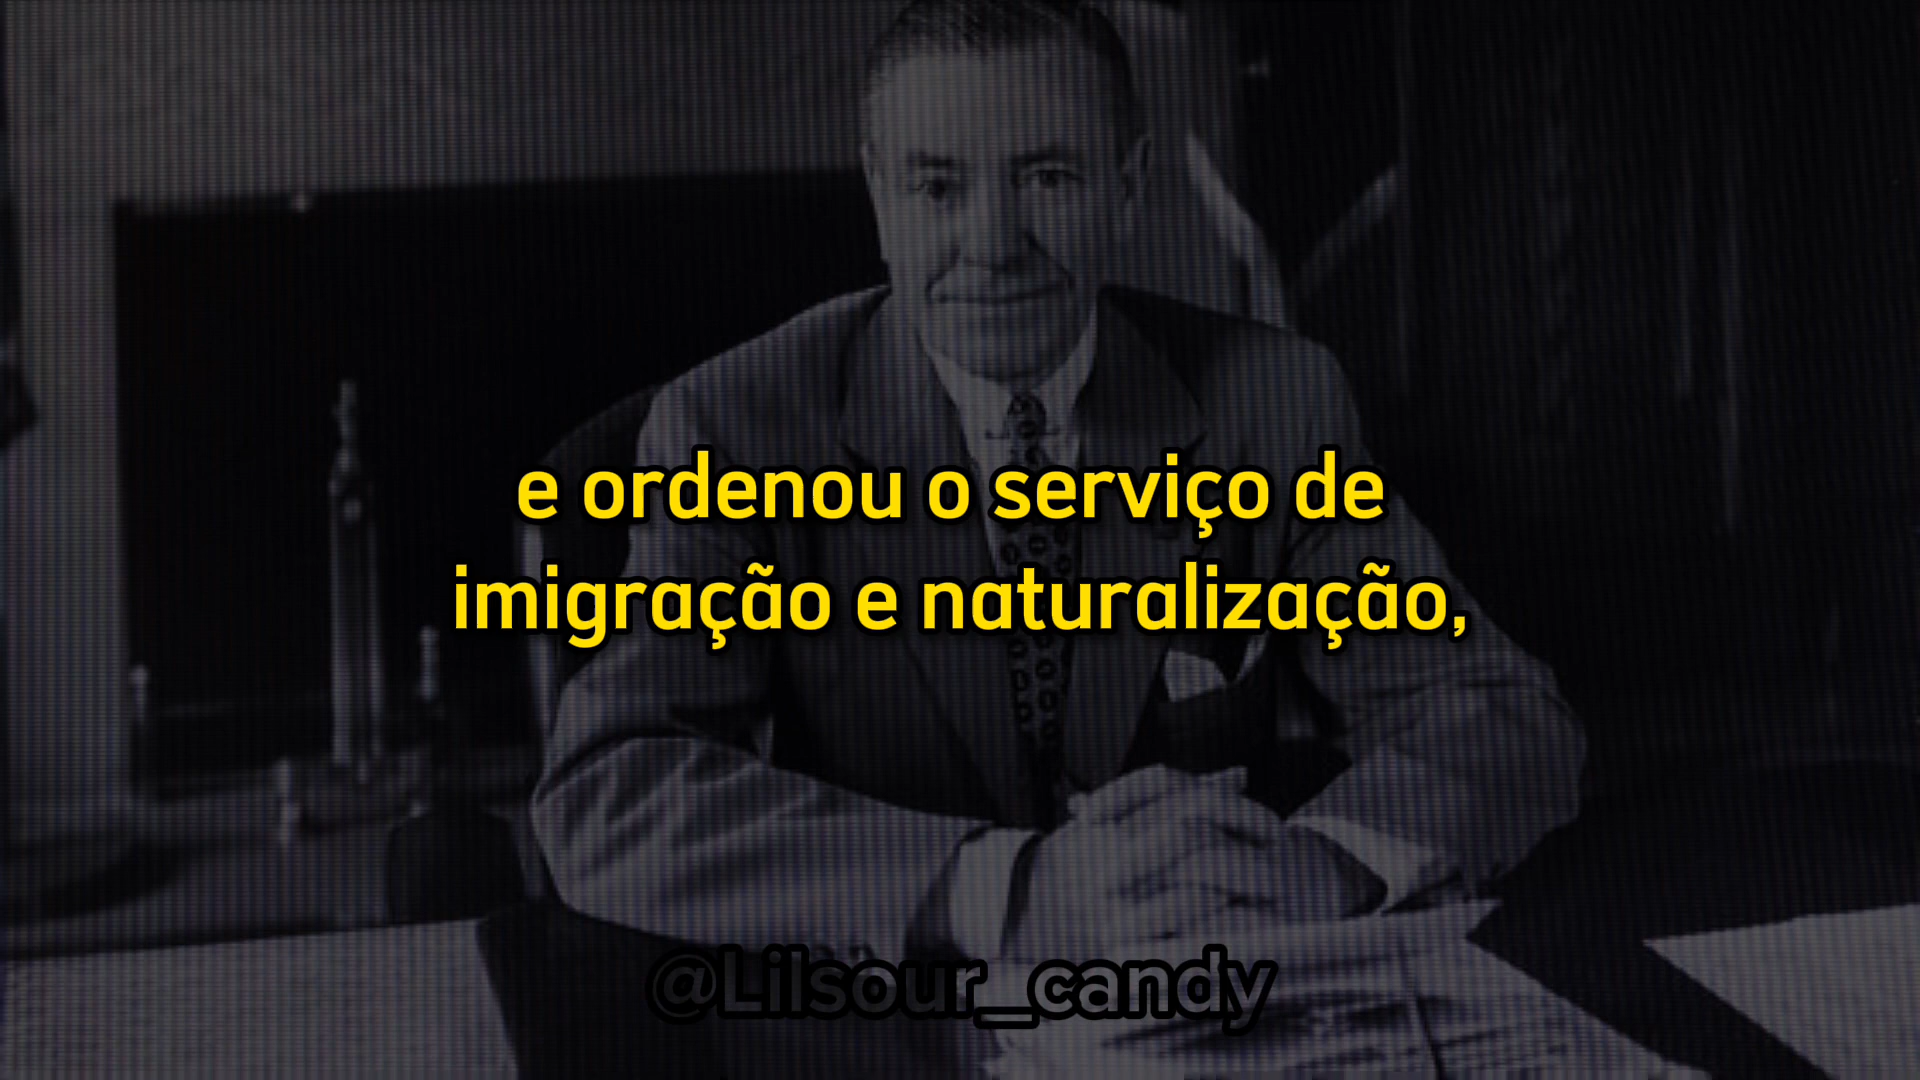 e ordenou o serviço de
imigração e naturalização,
@Lilsour_candy